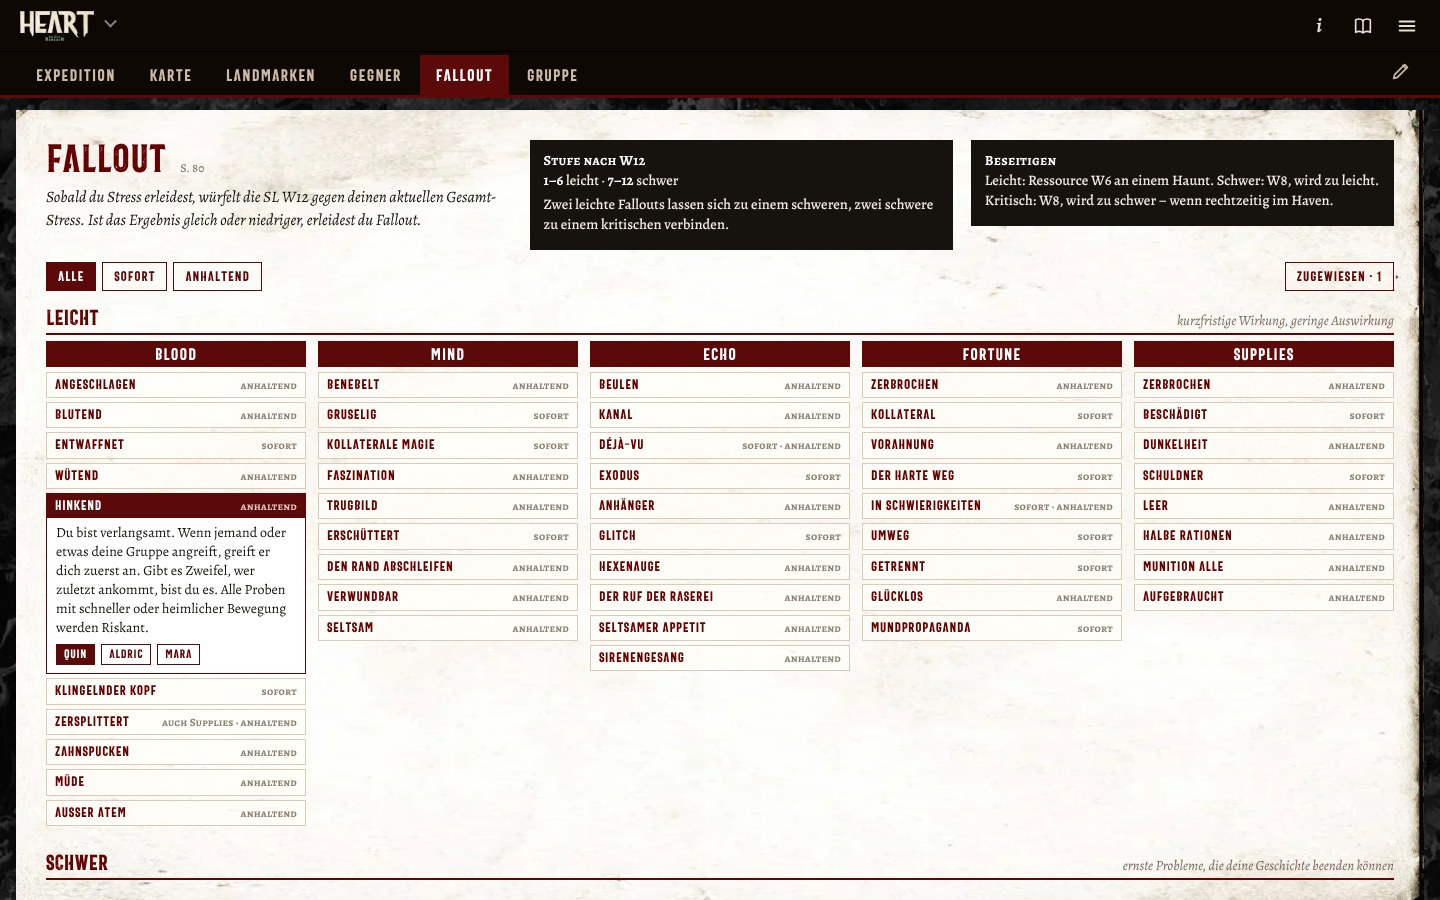 HEART
EXPEDITION
KARTE
LANDMARKEN
GEGNER
FALLOUT
GRUPPE
FALLOUT S. 80
Sobald du Stress erleidest, würfelt die SL W12 gegen deinen aktuellen Gesamt-
Stress. Ist das Ergebnis gleich oder niedriger, erleidest du Fallout.
Stufe nach W12
1–6 leicht · 7–12 schwer
Zwei leichte Fallouts lassen sich zu einem schweren, zwei schwere
zu einem kritischen verbinden.
Beseitigen
Leicht: Ressource W6 an einem Haunt. Schwer: W8, wird zu leicht.
Kritisch: W8, wird zu schwer – wenn rechtzeitig im Haven.
ALLE
SOFORT
ANHALTEND
ZUGEWIESEN · 1
LEICHT
kurzfristige Wirkung, geringe Auswirkung
BLOOD
ANGESCHLAGEN ANHALTEND
BLUTEND ANHALTEND
ENTWAFFNET SOFORT
WÜTEND ANHALTEND
HINKEND ANHALTEND
Du bist verlangsamt. Wenn jemand oder
etwas deine Gruppe angreift, greift er
dich zuerst an. Gibt es Zweifel, wer
zuletzt ankommt, bist du es. Alle Proben
mit schneller oder heimlicher Bewegung
werden Riskant.
QUIN
ALDRIC
MARA
KLINGELNDER KOPF SOFORT
ZERSPLITTERT AUCH Supplies · ANHALTEND
ZAHNSPUCKEN ANHALTEND
MÜDE ANHALTEND
AUSSER ATEM ANHALTEND
MIND
BENEBELT ANHALTEND
GRUSELIG SOFORT
KOLLATERALE MAGIE SOFORT
FASZINATION ANHALTEND
TRUGBILD ANHALTEND
ERSCHÜTTERT SOFORT
DEN RAND ABSCHLEIFEN ANHALTEND
VERWUNDBAR ANHALTEND
SELTSAM ANHALTEND
ECHO
BEULEN ANHALTEND
KANAL ANHALTEND
DÉJÀ-VU SOFORT · ANHALTEND
EXODUS SOFORT
ANHÄNGER ANHALTEND
GLITCH SOFORT
HEXENAUGE ANHALTEND
DER RUF DER RASEREI ANHALTEND
SELTSAMER APPETIT ANHALTEND
SIRENENGESANG ANHALTEND
FORTUNE
ZERBROCHEN ANHALTEND
KOLLATERAL SOFORT
VORAHNUNG ANHALTEND
DER HARTE WEG SOFORT
IN SCHWIERIGKEITEN SOFORT · ANHALTEND
UMWEG SOFORT
GETRENNT SOFORT
GLÜCKLOS ANHALTEND
MUNDPROPAGANDA SOFORT
SUPPLIES
ZERBROCHEN ANHALTEND
BESCHÄDIGT SOFORT
DUNKELHEIT ANHALTEND
SCHULDNER SOFORT
LEER ANHALTEND
HALBE RATIONEN ANHALTEND
MUNITION ALLE ANHALTEND
AUFGEBRAUCHT ANHALTEND
SCHWER
ernste Probleme, die deine Geschichte beenden können